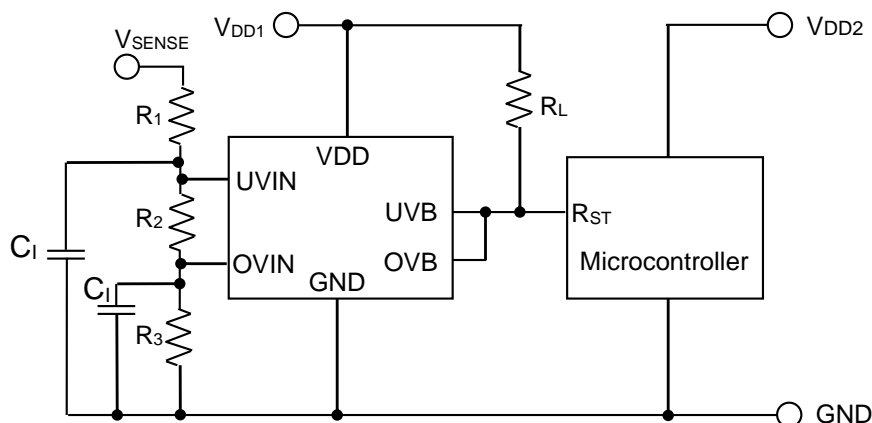 VDD1
VDD2
VSENSE
R1
RL
VDD
UVIN
R2
UVB
RST
CI
OVIN
OVB
Microcontroller
CI
GND
R3
GND